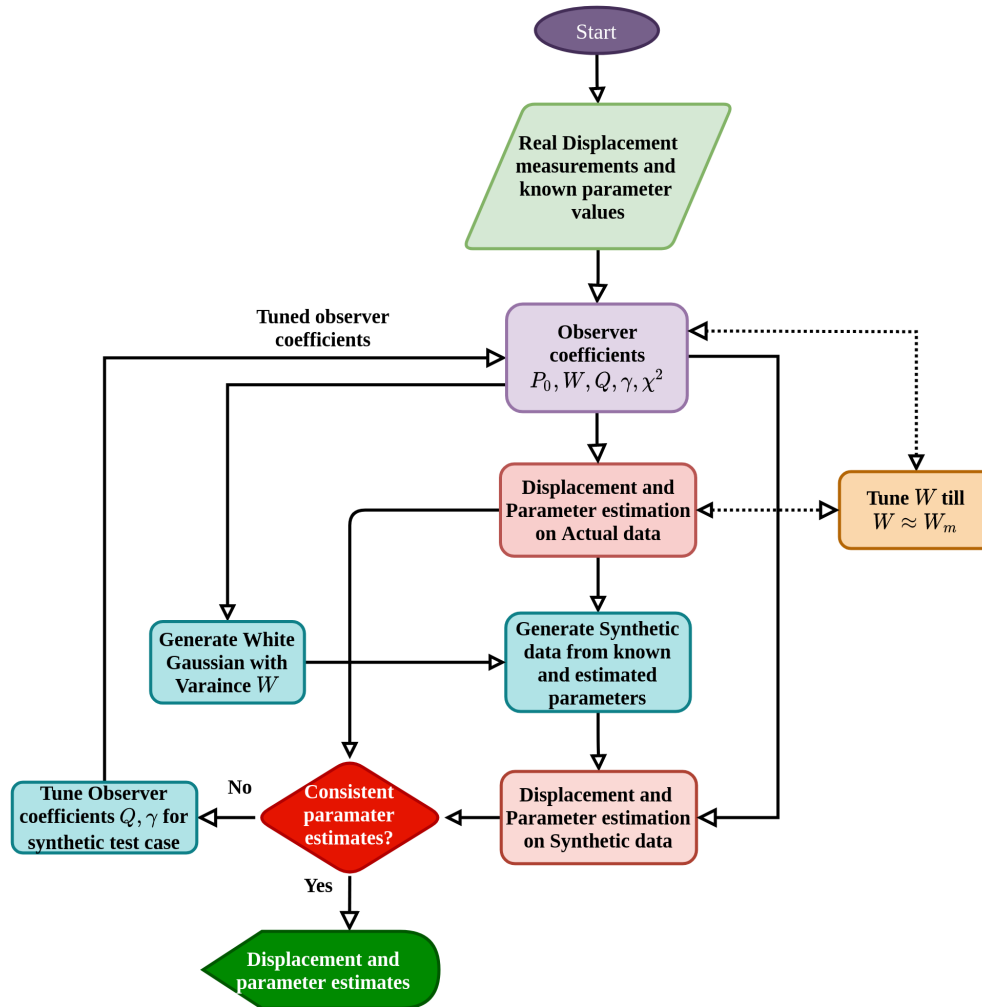 Start
Real Displacement
measurements and
known parameter
values
Tuned observer
coefficients
Observer
coefficients
P₀, W, Q, γ, χ²
Displacement and
Parameter estimation
on Actual data
Tune W till
W ≈ Wₘ
Generate White
Gaussian with
Varaince W
Generate Synthetic
data from known
and estimated
parameters
No
Tune Observer
coefficients Q, γ for
synthetic test case
Consistent
paramater
estimates?
Displacement and
Parameter estimation
on Synthetic data
Yes
Displacement and
parameter estimates